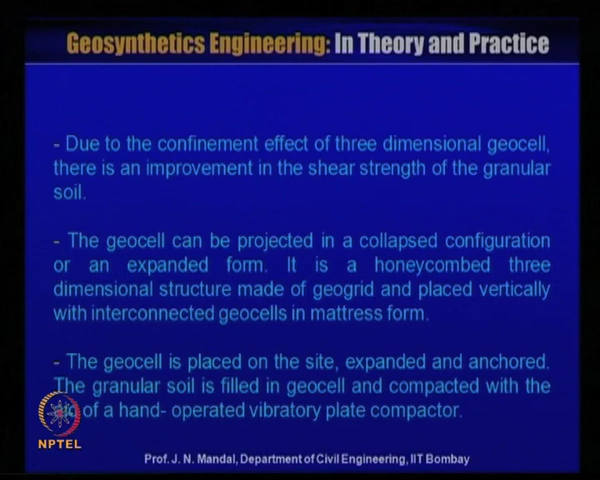 Geosynthetics Engineering: In Theory and Practice
- Due to the confinement effect of three dimensional geocell,
there is an improvement in the shear strength of the granular
soil.
- The geocell can be projected in a collapsed configuration
or an expanded form. It is a honeycombed three
dimensional structure made of geogrid and placed vertically
with interconnected geocells in mattress form.
- The geocell is placed on the site, expanded and anchored.
The granular soil is filled in geocell and compacted with the
of a hand- operated vibratory plate compactor.
NPTEL
Prof. J. N. Mandal, Department of Civil Engineering, IIT Bombay